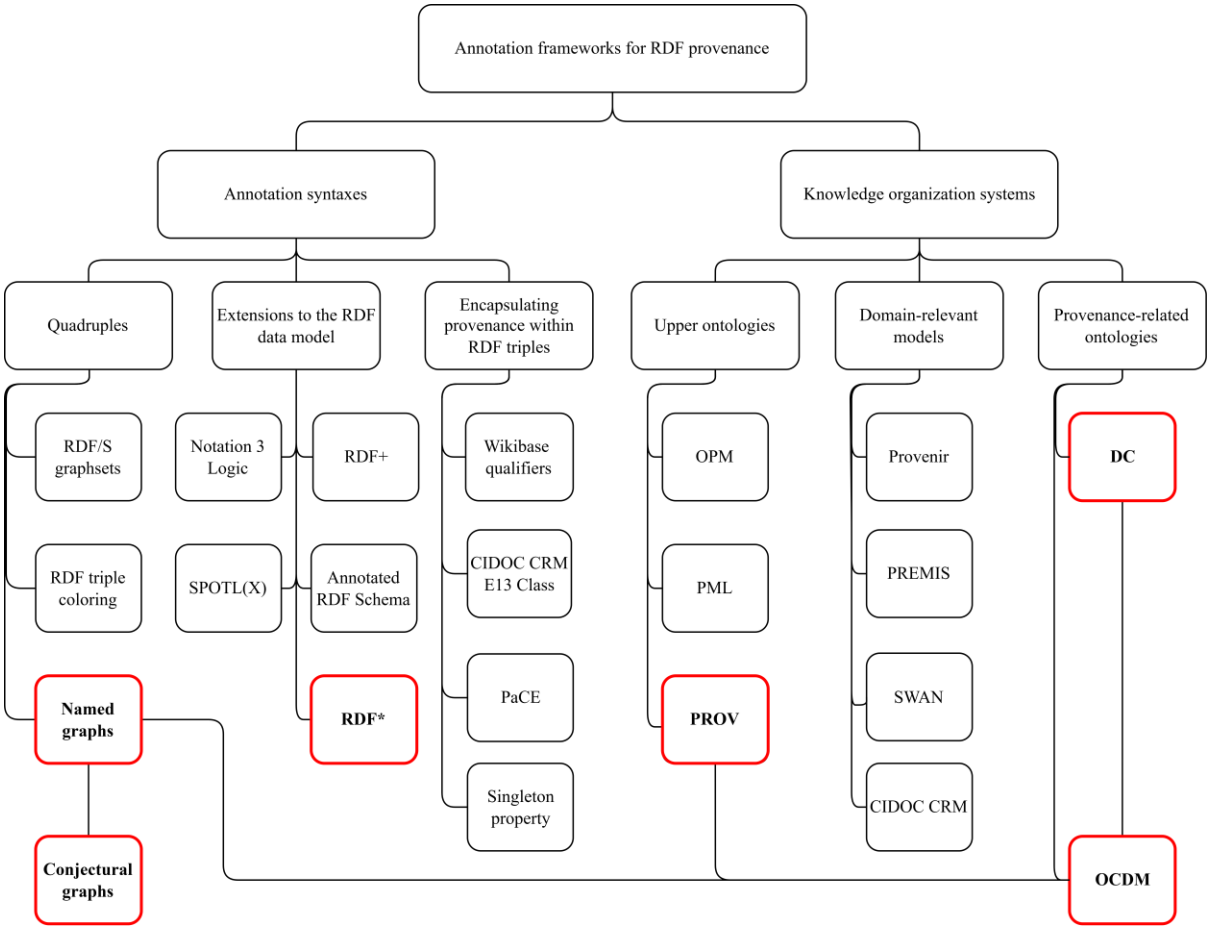 Annotation frameworks for RDF provenance
Annotation syntaxes
Knowledge organization systems
Quadruples
Extensions to the RDF
data model
Encapsulating
provenance within
RDF triples
Upper ontologies
Domain-relevant
models
Provenance-related
ontologies
RDF/S
graphsets
Notation 3
Logic
RDF+
Wikibase
qualifiers
OPM
Provenir
DC
RDF triple
coloring
SPOTL(X)
Annotated
RDF Schema
CIDOC CRM
E13 Class
PML
PREMIS
Named
graphs
RDF*
PaCE
PROV
SWAN
Singleton
property
CIDOC CRM
Conjectural
graphs
OCDM